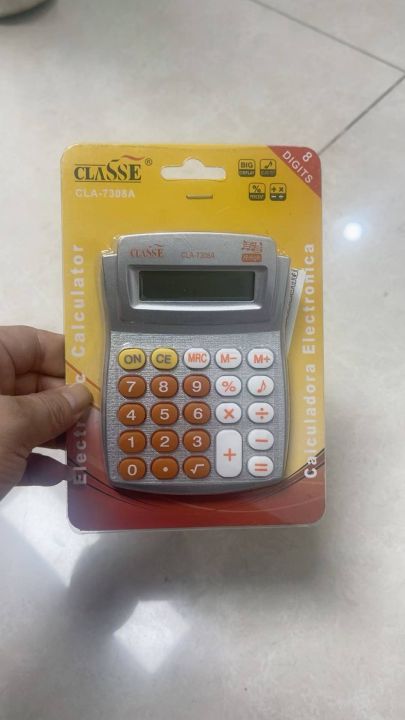 CLASSE®
CLA-7308A
BIG
DISPLAY
%
PERCENT
8
DIGITS
Electronic Calculator
Calculadora Electronica
CLASSE
CLA-7308A
ON CE MRC M− M+
7 8 9 % ♪
4 5 6 × ÷
1 2 3 + −
0 • √ =